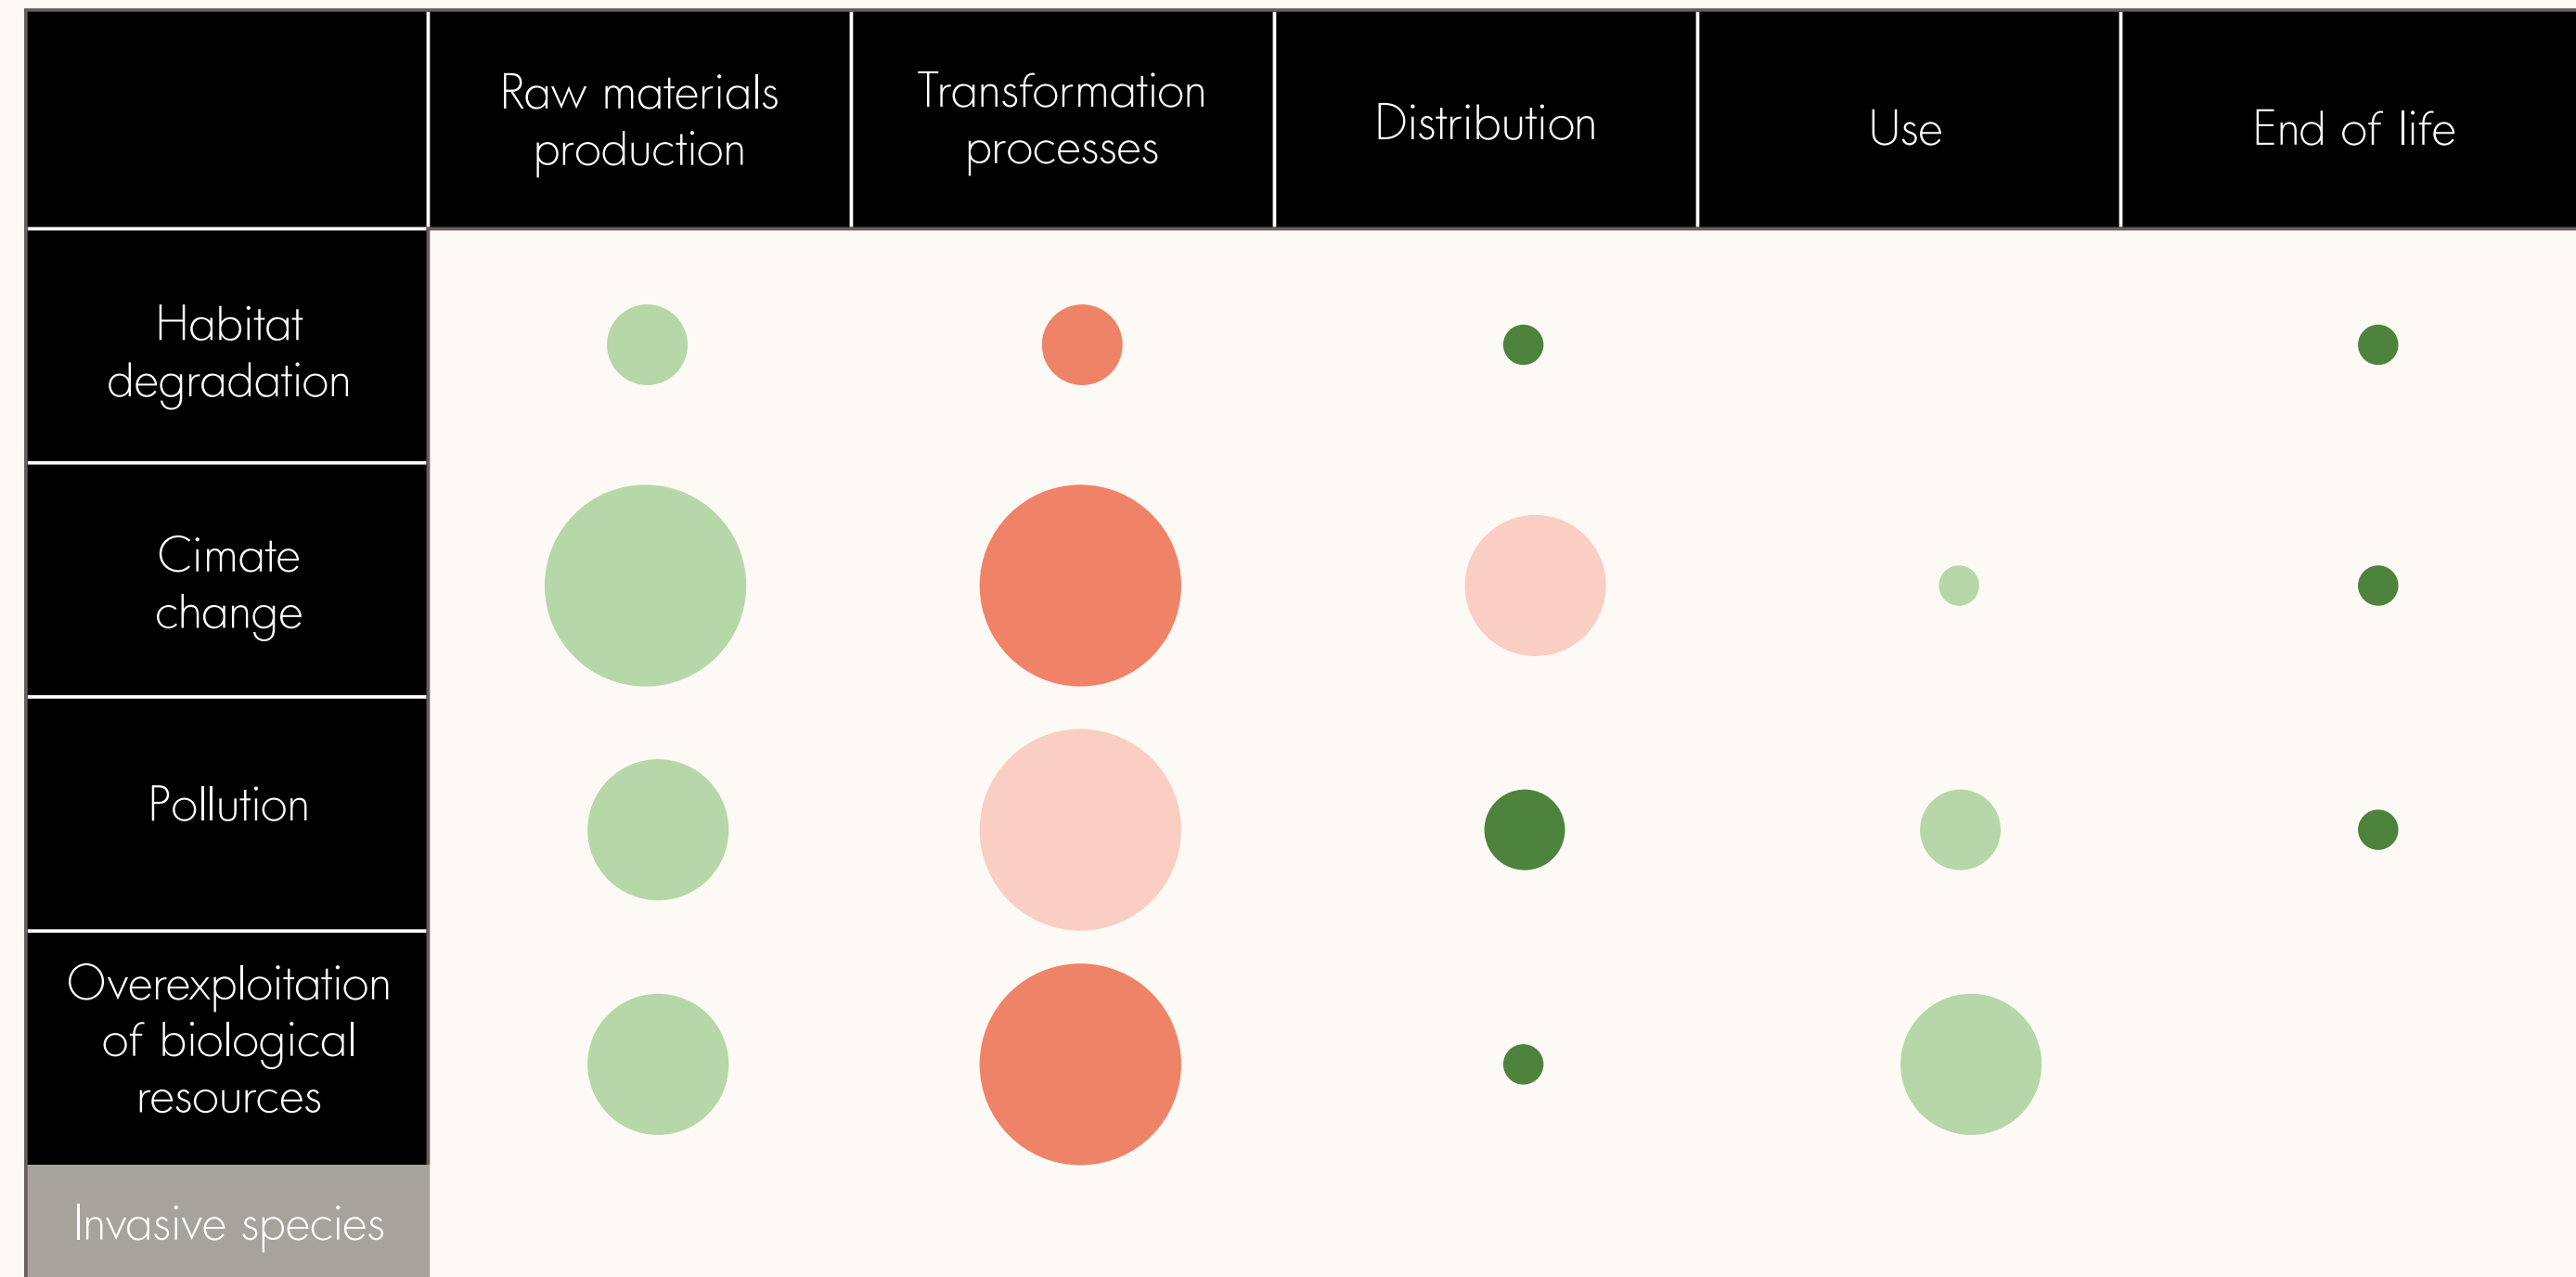 Raw materials
production
Transformation
processes
Distribution
Use
End of life
Habitat
degradation
Cimate
change
Pollution
Overexploitation
of biological
resources
Invasive species